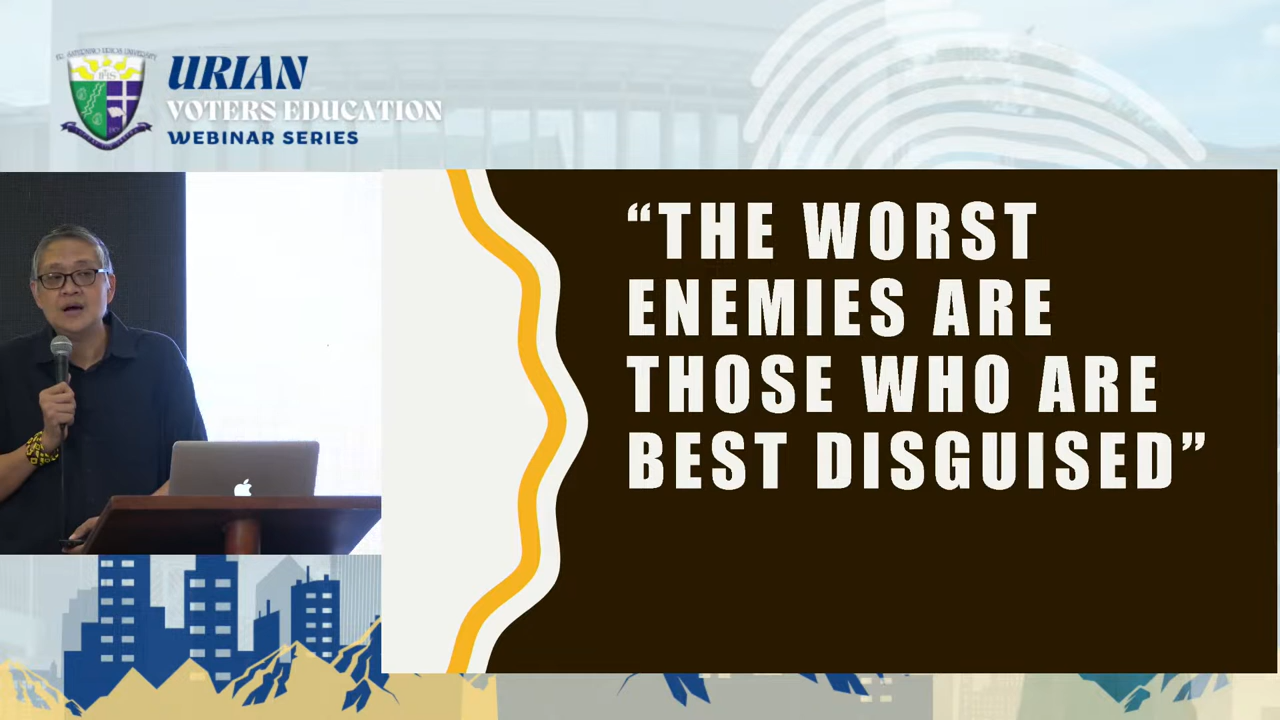 URIAN
VOTERS EDUCATION
WEBINAR SERIES
“THE WORST
ENEMIES ARE
THOSE WHO ARE
BEST DISGUISED”